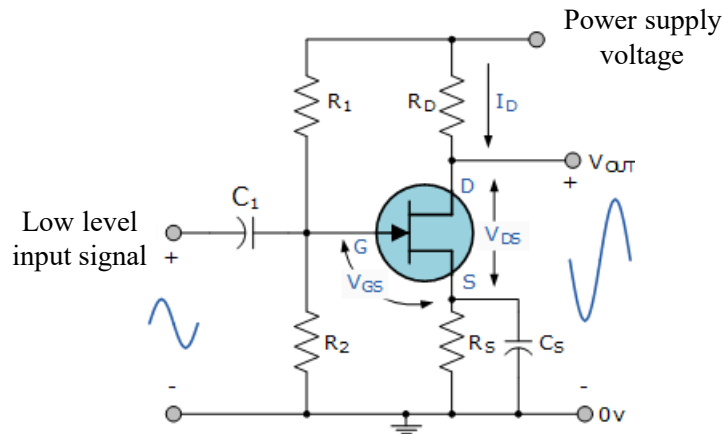 Power supply
voltage
R1
RD
ID
VOUT
+
D
C1
Low level
input signal
+
G
VDS
VGS
S
R2
RS
CS
-
-
0v